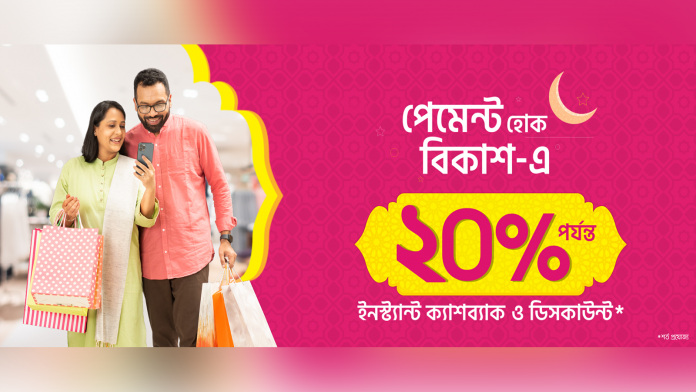 পেমেন্ট হোক
বিকাশ-এ
২০% পর্যন্ত
ইনস্ট্যান্ট ক্যাশব্যাক ও ডিসকাউন্ট*
*শর্ত প্রযোজ্য